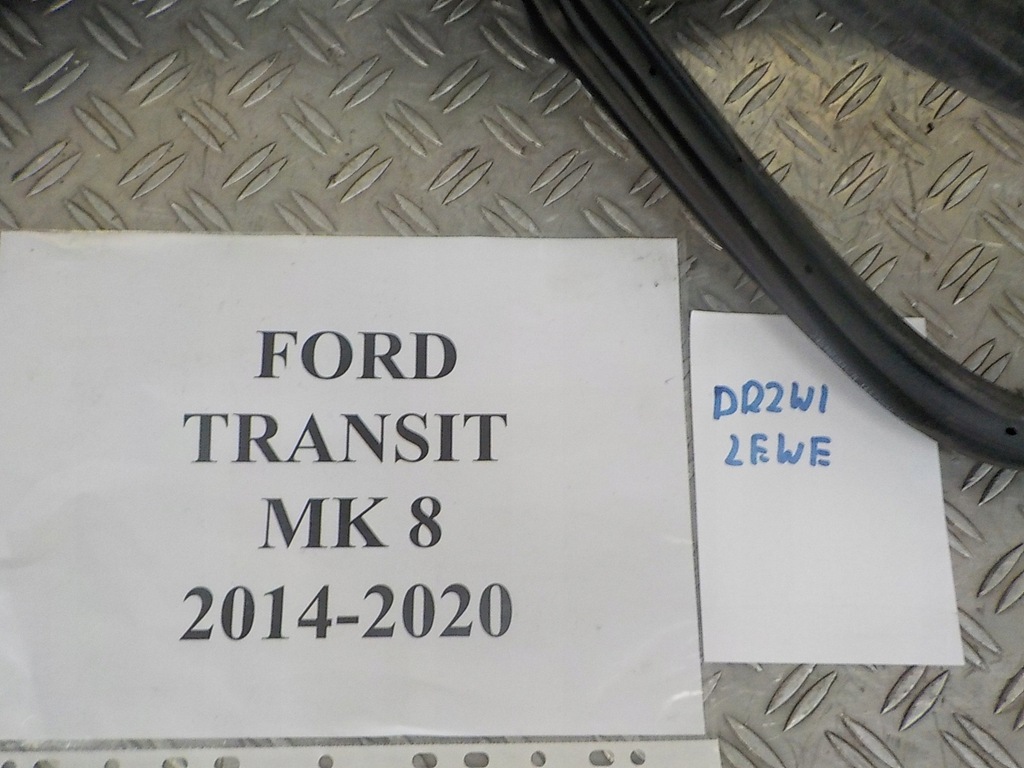 FORD
TRANSIT
MK 8
2014-2020
DRZWI
LEWE